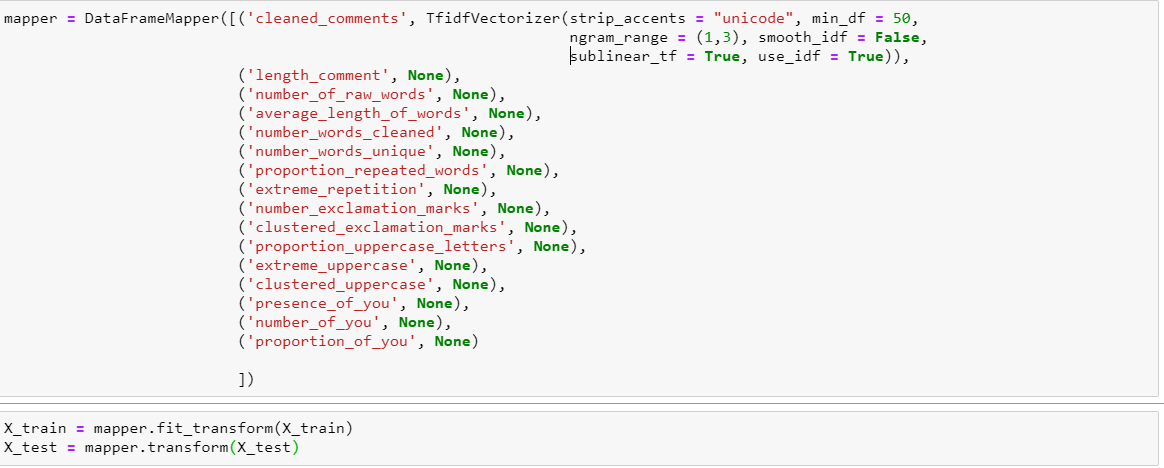 mapper = DataFrameMapper([('cleaned_comments', TfidfVectorizer(strip_accents = "unicode", min_df = 50,
ngram_range = (1,3), smooth_idf = False,
sublinear_tf = True, use_idf = True)),
('length_comment', None),
('number_of_raw_words', None),
('average_length_of_words', None),
('number_words_cleaned', None),
('number_words_unique', None),
('proportion_repeated_words', None),
('extreme_repetition', None),
('number_exclamation_marks', None),
('clustered_exclamation_marks', None),
('proportion_uppercase_letters', None),
('extreme_uppercase', None),
('clustered_uppercase', None),
('presence_of_you', None),
('number_of_you', None),
('proportion_of_you', None)
])
X_train = mapper.fit_transform(X_train)
X_test = mapper.transform(X_test)